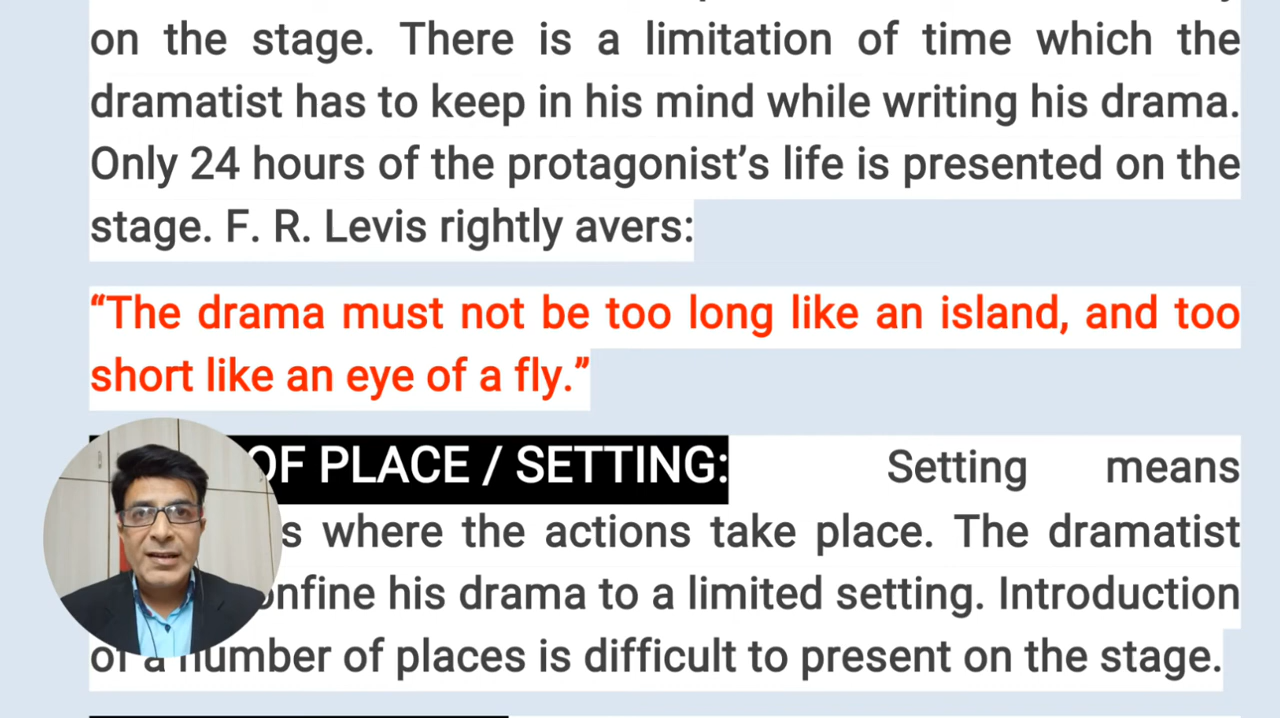 on the stage. There is a limitation of time which the
dramatist has to keep in his mind while writing his drama.
Only 24 hours of the protagonist’s life is presented on the
stage. F. R. Levis rightly avers:
“The drama must not be too long like an island, and too
short like an eye of a fly.”
OF PLACE / SETTING: Setting means
where the actions take place. The dramatist
his drama to a limited setting. Introduction
of a number of places is difficult to present on the stage.